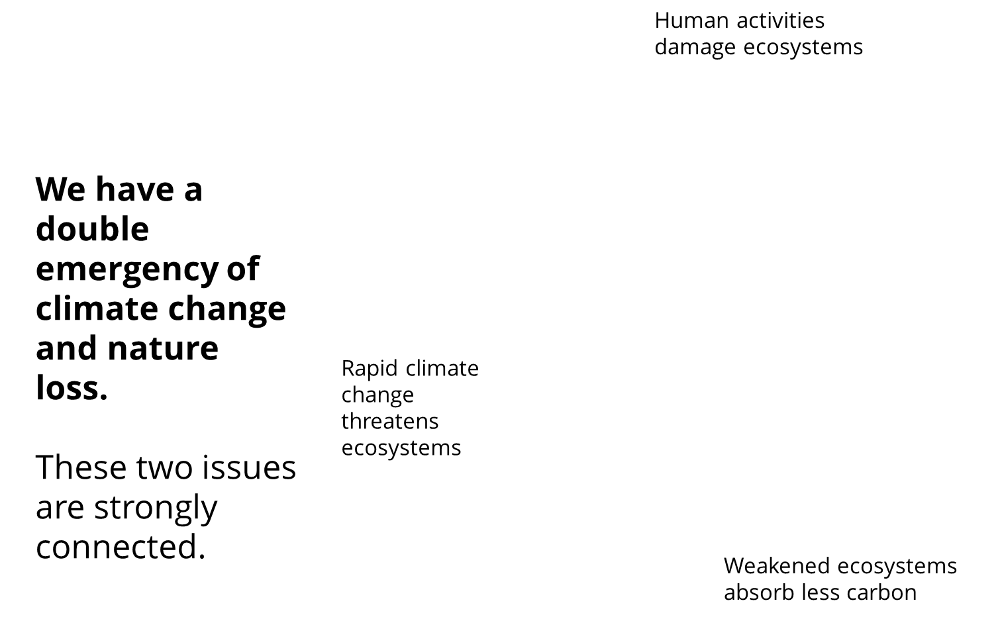 Human activities
damage ecosystems
We have a
double
emergency of
climate change
and nature
loss.
These two issues
are strongly
connected.
Rapid climate
change
threatens
ecosystems
Weakened ecosystems
absorb less carbon